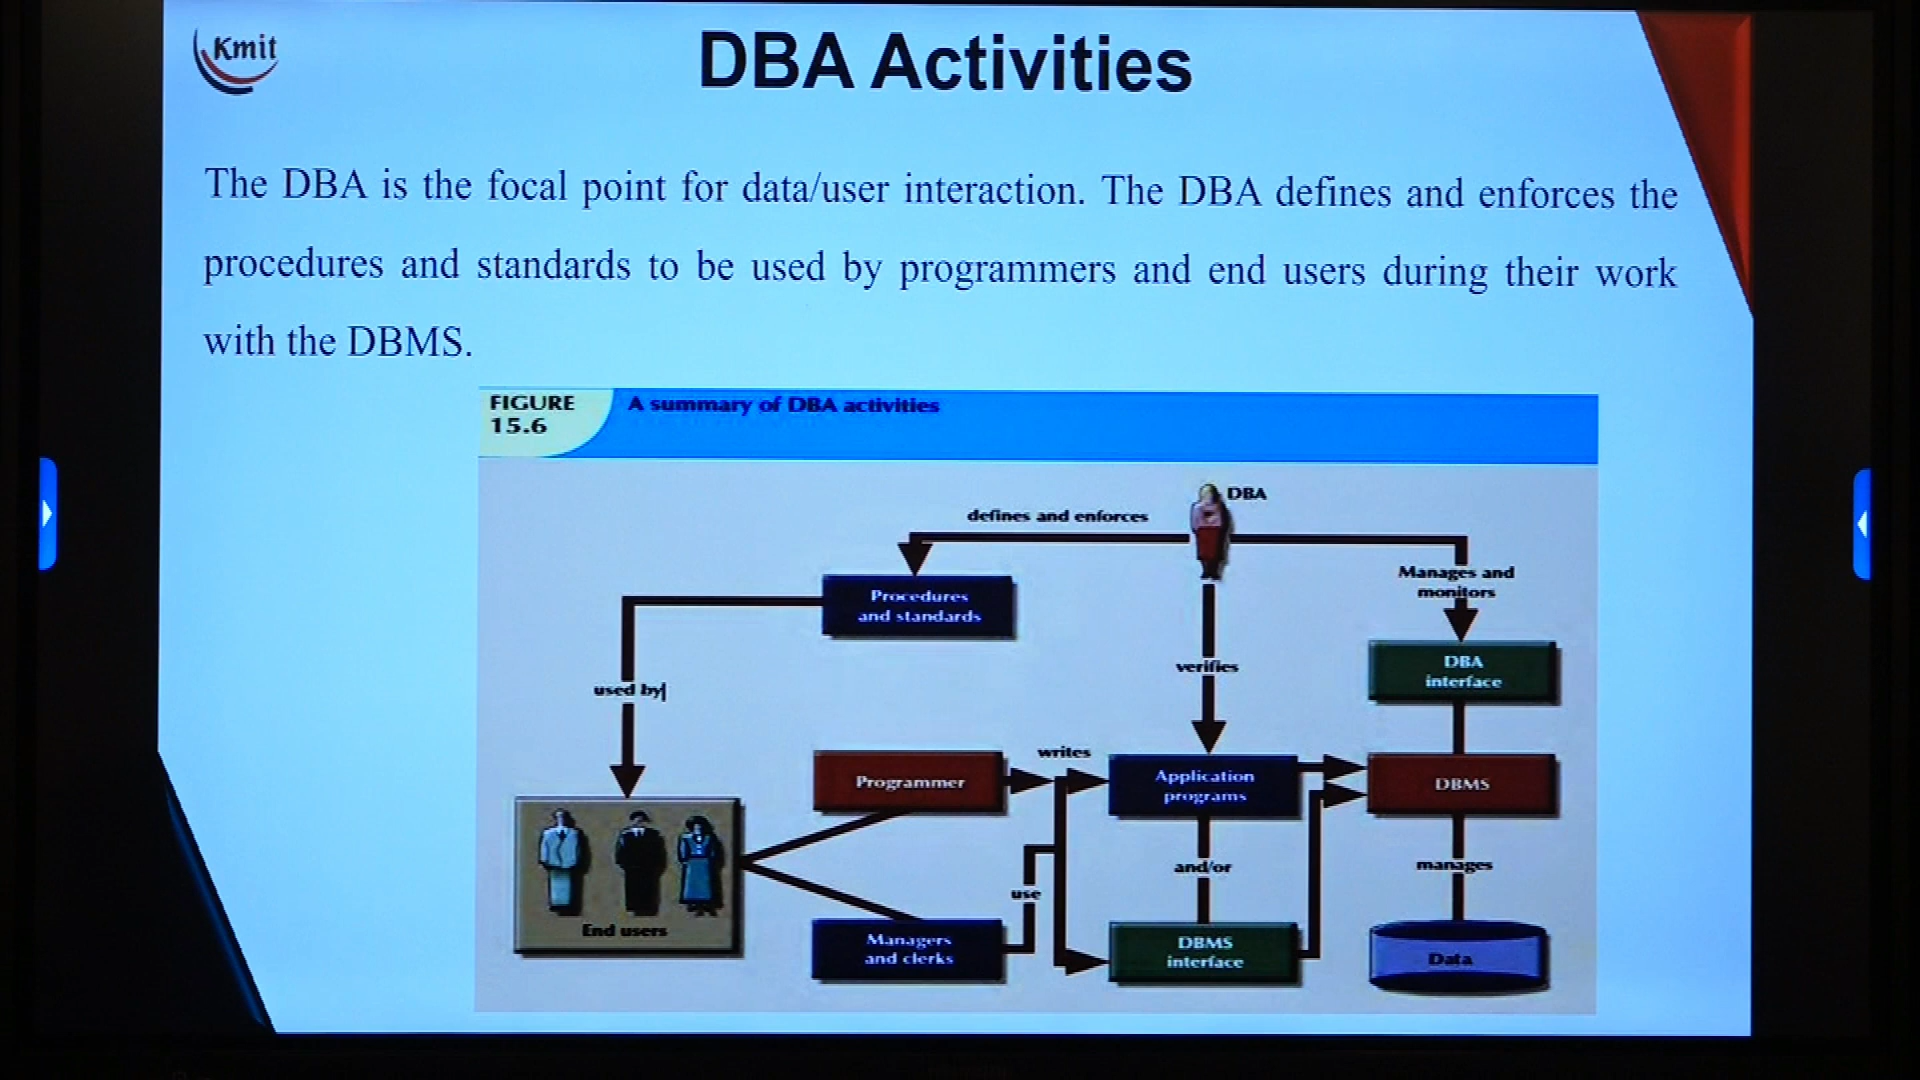 Kmit
DBA Activities
The DBA is the focal point for data/user interaction. The DBA defines and enforces the
procedures and standards to be used by programmers and end users during their work
with the DBMS.
FIGURE
15.6
A summary of DBA activities
DBA
defines and enforces
Manages and
monitors
Procedures
and standards
verifies
DBA
interface
used by
writes
Programmer
Application
programs
DBMS
and/or
manages
use
End users
Managers
and clerks
DBMS
interface
Data